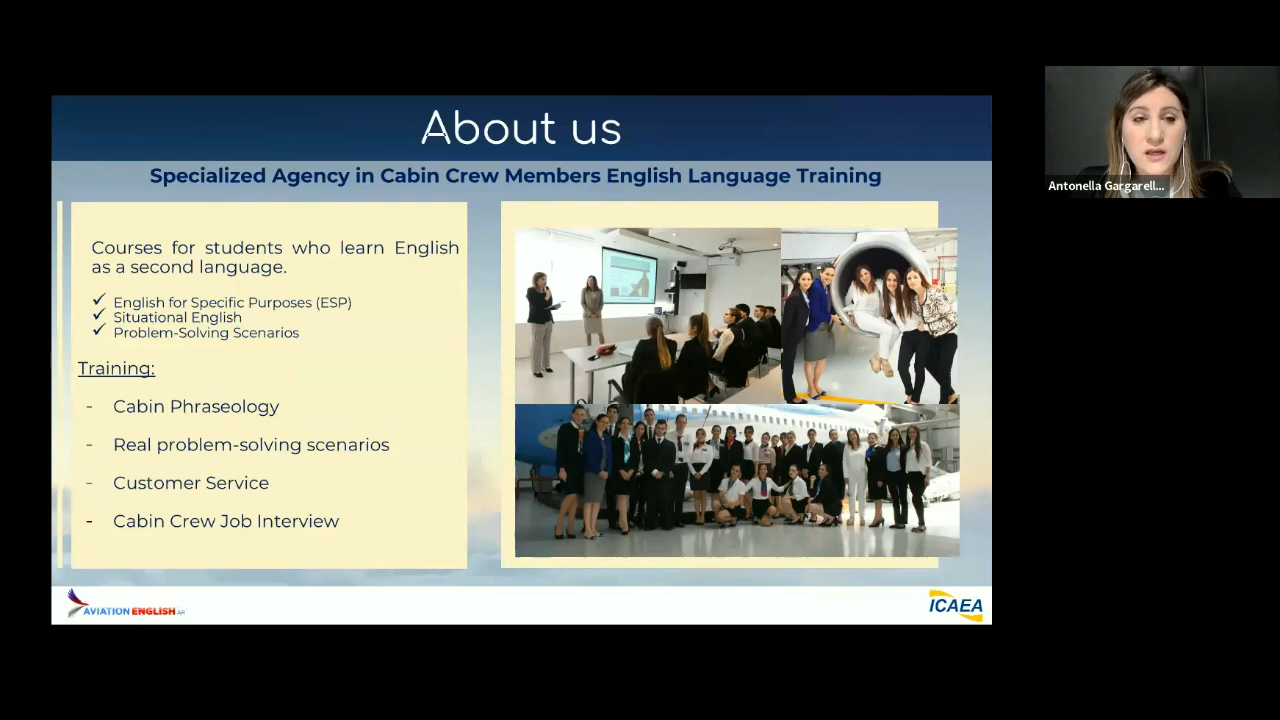 About us
Specialized Agency in Cabin Crew Members English Language Training
Courses for students who learn English
as a second language.
✓ English for Specific Purposes (ESP)
✓ Situational English
✓ Problem-Solving Scenarios
Training:
- Cabin Phraseology
- Real problem-solving scenarios
- Customer Service
- Cabin Crew Job Interview
AVIATION ENGLISH.AR
ICAEA
Antonella Gargarell...